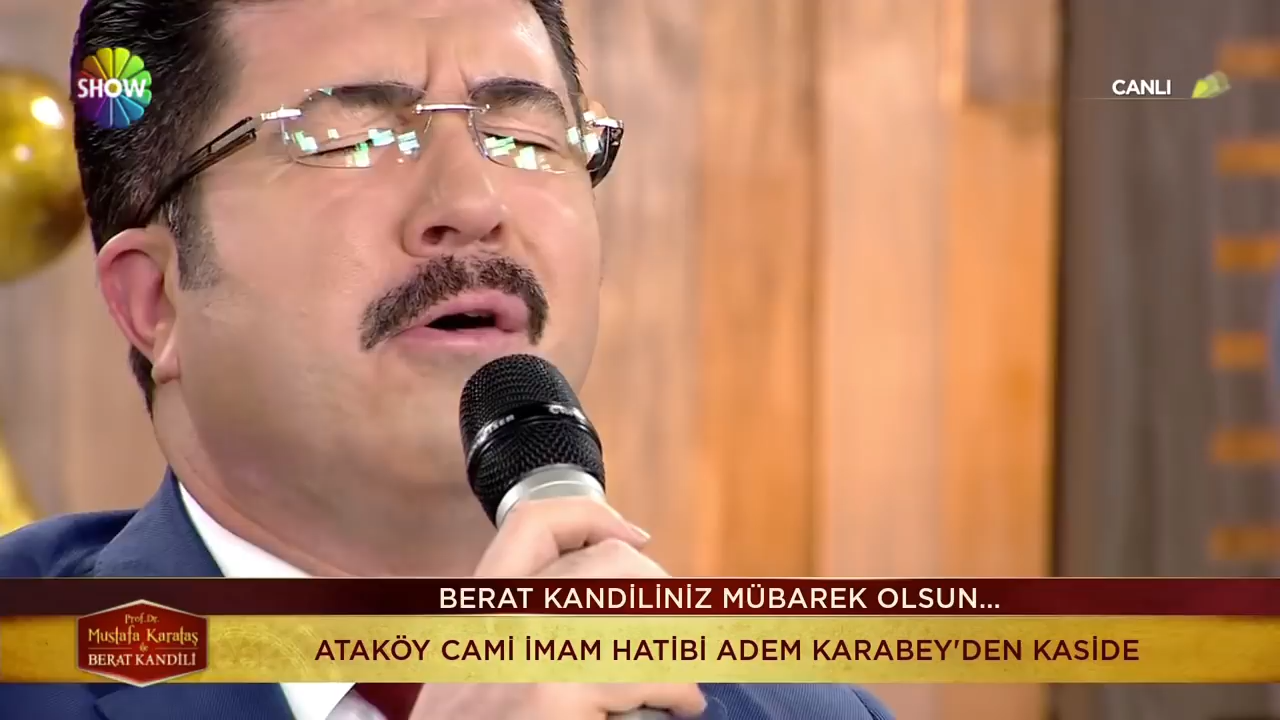 SHOW
CANLI
BERAT KANDİLİNİZ MÜBAREK OLSUN...
Prof.Dr.
Mustafa Karataş
ile
BERAT KANDİLİ
ATAKÖY CAMİ İMAM HATİBİ ADEM KARABEY'DEN KASİDE